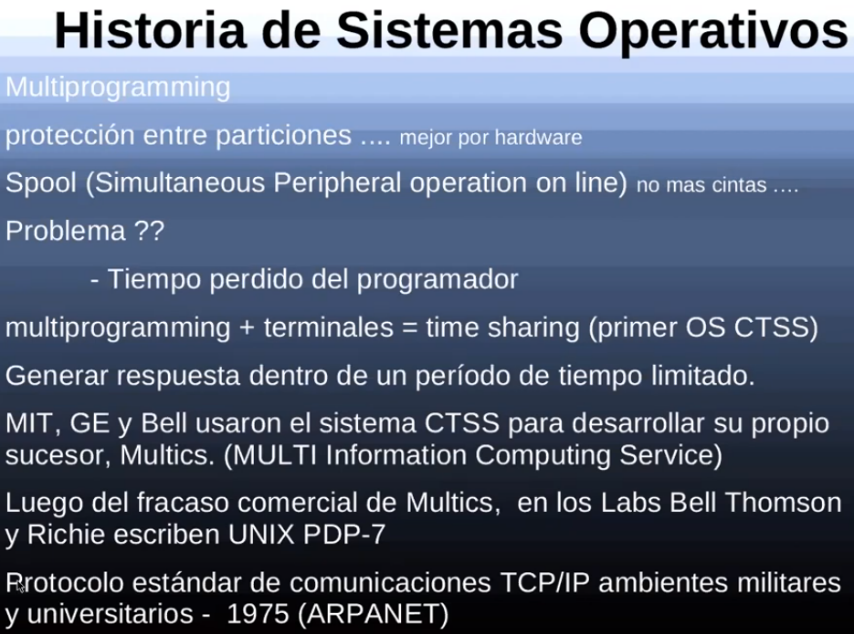 Historia de Sistemas Operativos
Multiprogramming
protección entre particiones .... mejor por hardware
Spool (Simultaneous Peripheral operation on line) no mas cintas ....
Problema ??
- Tiempo perdido del programador
multiprogramming + terminales = time sharing (primer OS CTSS)
Generar respuesta dentro de un período de tiempo limitado.
MIT, GE y Bell usaron el sistema CTSS para desarrollar su propio
sucesor, Multics. (MULTI Information Computing Service)
Luego del fracaso comercial de Multics, en los Labs Bell Thomson
y Richie escriben UNIX PDP-7
Protocolo estándar de comunicaciones TCP/IP ambientes militares
y universitarios - 1975 (ARPANET)